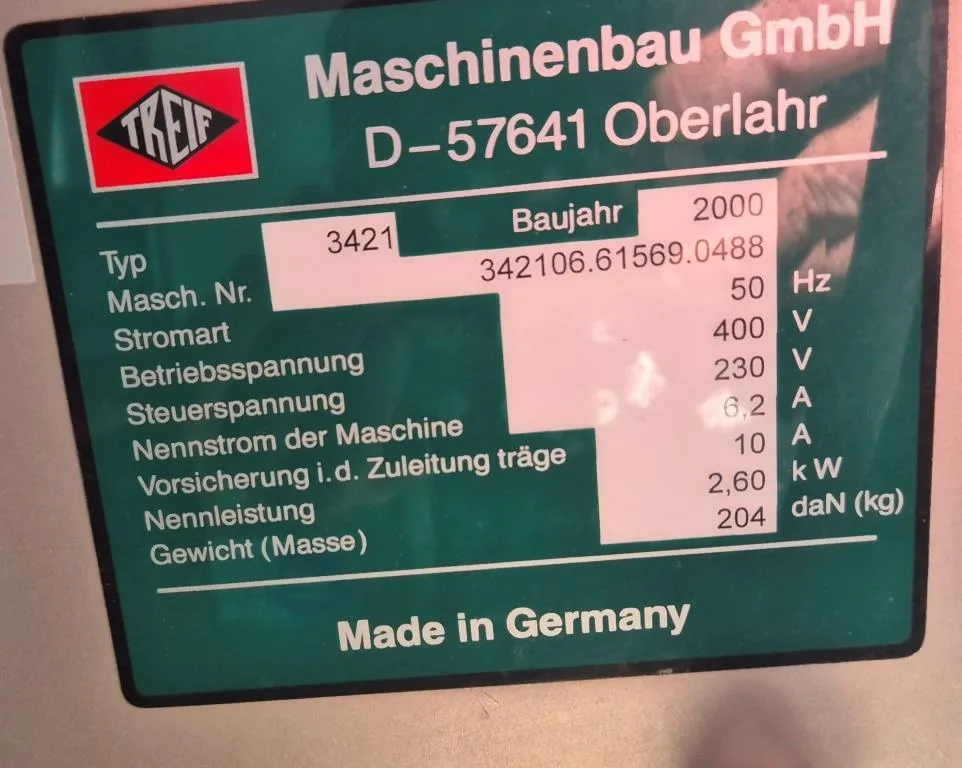 TREIF
Maschinenbau GmbH
D-57641 Oberlahr
Typ 3421 Baujahr 2000
Masch. Nr. 342106.61569.0488
Stromart 50 Hz
Betriebsspannung 400 V
Steuerspannung 230 V
Nennstrom der Maschine 6,2 A
Vorsicherung i.d. Zuleitung träge 10 A
Nennleistung 2,60 kW
Gewicht (Masse) 204 daN (kg)
Made in Germany